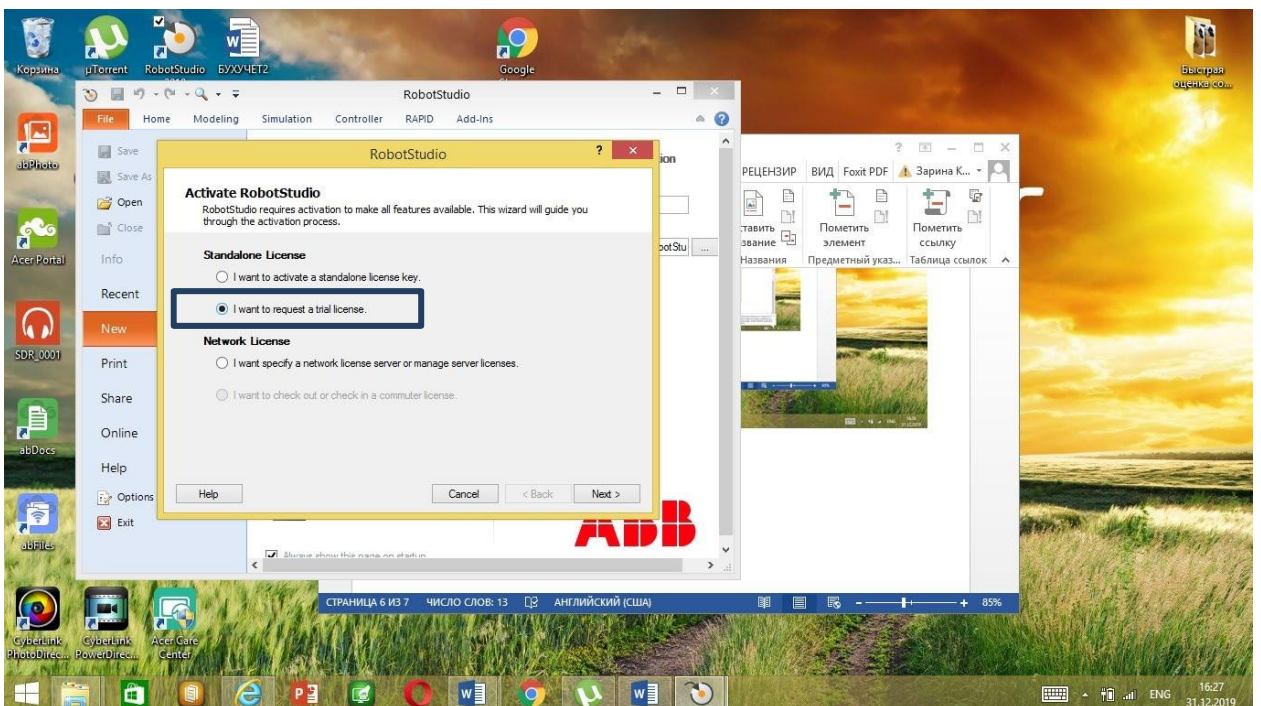 Корзина
µTorrent
RobotStudio
БУХУЧЕТ2
Google
Быстрая
оценка со...
RobotStudio
File Home Modeling Simulation Controller RAPID Add-Ins
abPhoto
Save
Save As
Open
Close
Info
Recent
New
Print
Share
Online
Help
Options
Exit
RobotStudio
?
Activate RobotStudio
RobotStudio requires activation to make all features available. This wizard will guide you
through the activation process.
Standalone License
I want to activate a standalone license key.
I want to request a trial license.
Network License
I want specify a network license server or manage server licenses.
I want to check out or check in a commuter license.
Help Cancel < Back Next >
ABB
Always show this page on startup
Acer Portal
SDR_0001
abDocs
abFiles
РЕЦЕНЗИР ВИД Foxit PDF Зарина К...
Пометить
элемент
Пометить
ссылку
Названия Предметный указ... Таблица ссылок
СТРАНИЦА 6 ИЗ 7 ЧИСЛО СЛОВ: 13 АНГЛИЙСКИЙ (США) 85%
CyberLink
PhotoDirec...
CyberLink
PowerDirec...
Acer Care
Center
ENG
16:27
31.12.2019